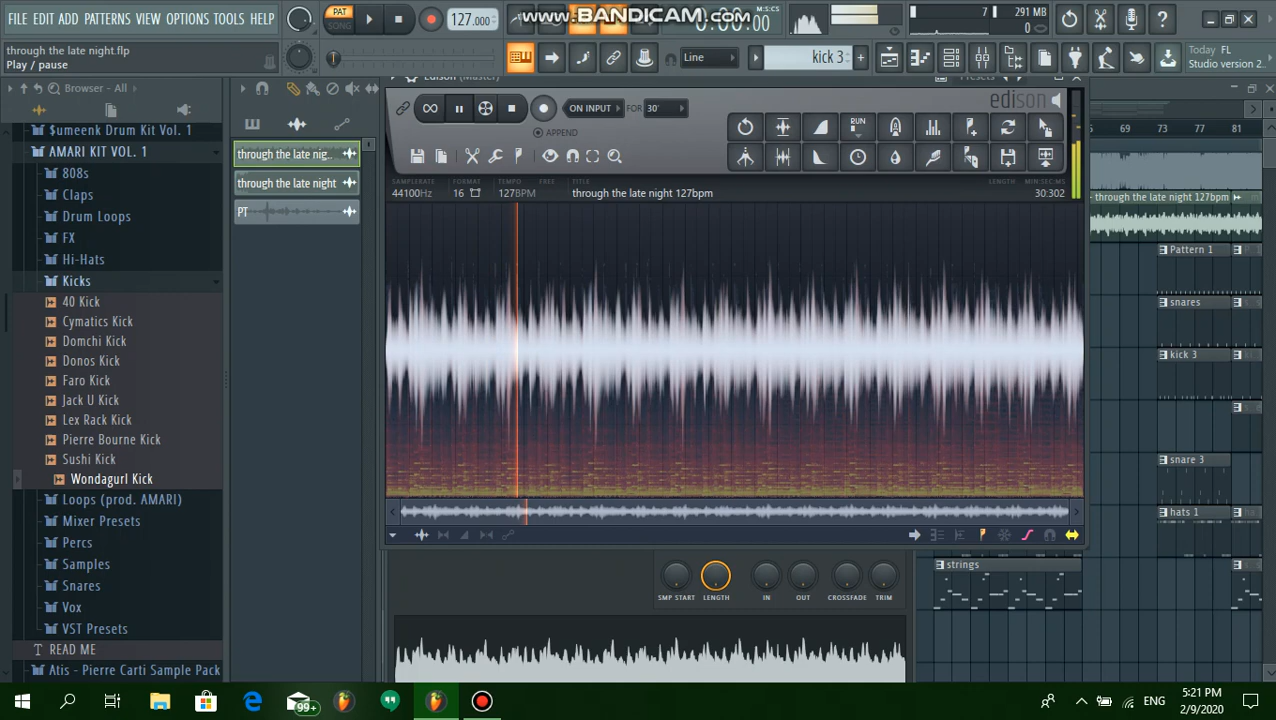 FILE EDIT ADD PATTERNS VIEW OPTIONS TOOLS HELP
PAT
SONG
127.000
www.BANDICAM.com
0:00:00
7
291 MB
0
through the late night.flp
Play / pause
Line
kick 3
Today FL
Studio version 2..
Browser - All
Edison (Master)
Presets
edison
ON INPUT
FOR
30'
APPEND
RUN
SAMPLERATE
44100Hz
FORMAT
16
TEMPO
127BPM
FREE
TITLE
through the late night 127bpm
LENGTH
MIN:SEC:MS
30:302
$umeenk Drum Kit Vol. 1
AMARI KIT VOL. 1
808s
Claps
Drum Loops
FX
Hi-Hats
Kicks
40 Kick
Cymatics Kick
Domchi Kick
Donos Kick
Faro Kick
Jack U Kick
Lex Rack Kick
Pierre Bourne Kick
Sushi Kick
Wondagurl Kick
Loops (prod. AMARI)
Mixer Presets
Percs
Samples
Snares
Vox
VST Presets
READ ME
Atis - Pierre Carti Sample Pack
through the late nig..
through the late night
PT
69
73
77
81
through the late night 127bpm
Pattern 1
snares
kick 3
snare 3
hats 1
strings
SMP START
LENGTH
IN
OUT
CROSSFADE
TRIM
99+
ENG
5:21 PM
2/9/2020